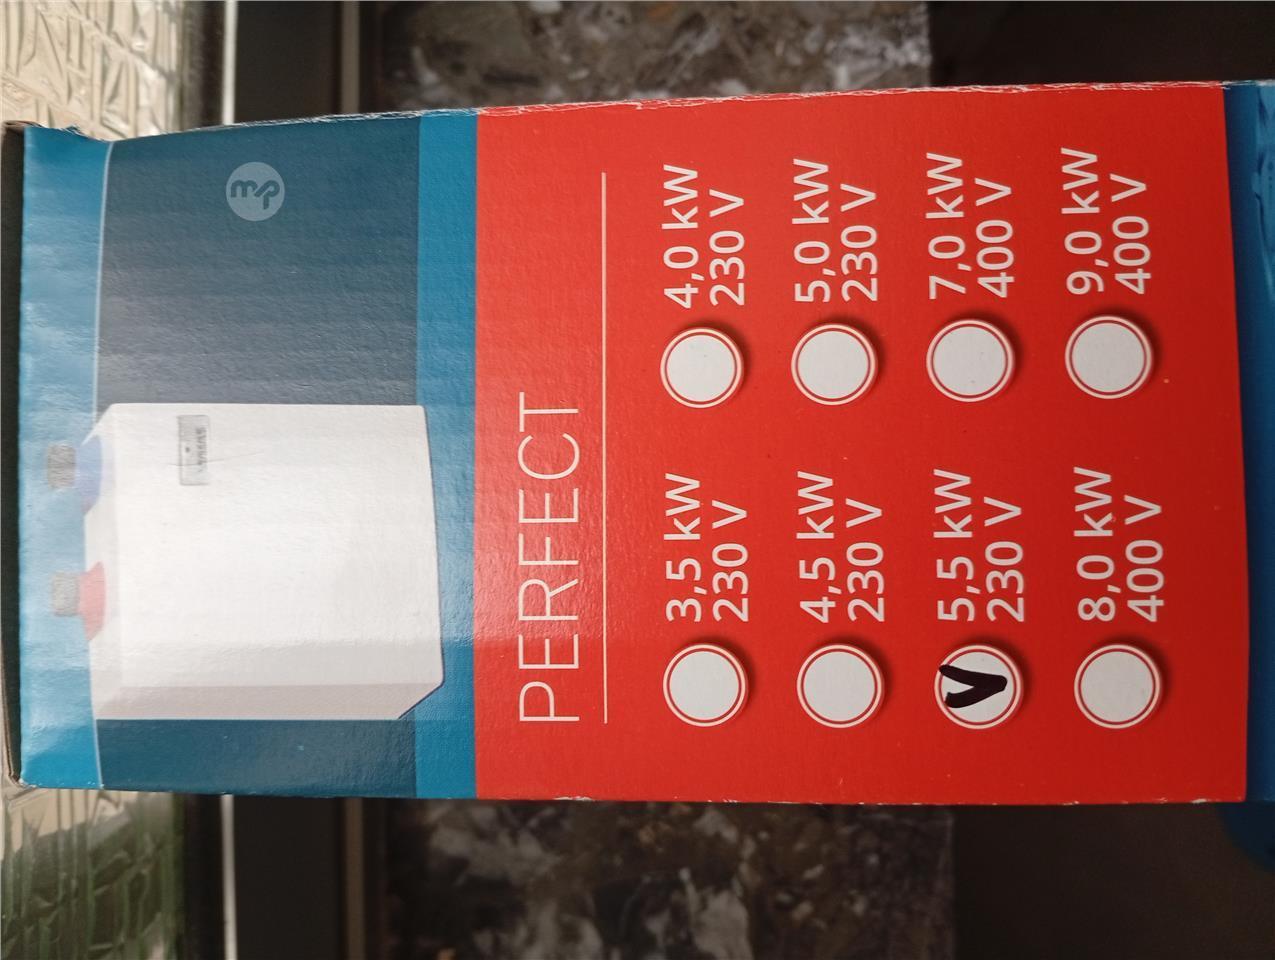 mp
PERFECT
3,5 kW
230 V
4,0 kW
230 V
4,5 kW
230 V
5,0 kW
230 V
V
5,5 kW
230 V
7,0 kW
400 V
8,0 kW
400 V
9,0 kW
400 V